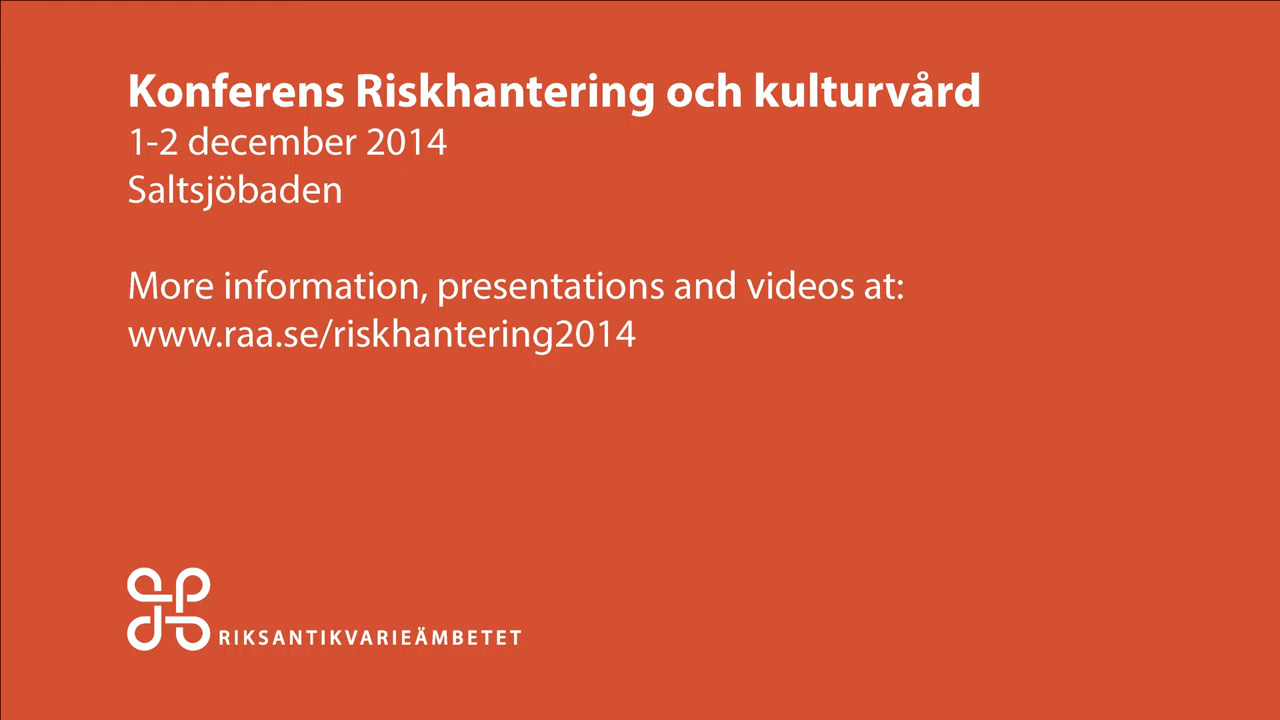 Konferens Riskhantering och kulturvård
1-2 december 2014
Saltsjöbaden
More information, presentations and videos at:
www.raa.se/riskhantering2014
RIKSANTIKVARIEÄMBETET